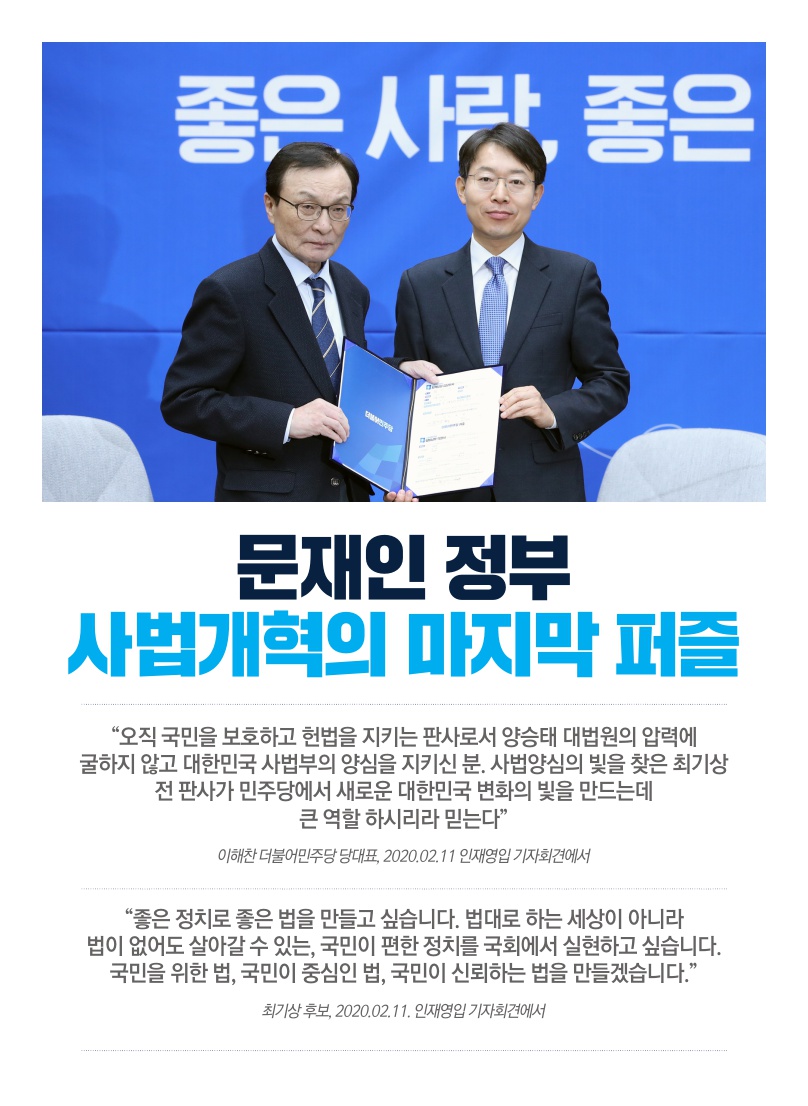 좋은 사람, 좋은
더불어민주당
문재인 정부
사법개혁의 마지막 퍼즐
“오직 국민을 보호하고 헌법을 지키는 판사로서 양승태 대법원의 압력에
굴하지 않고 대한민국 사법부의 양심을 지키신 분. 사법양심의 빛을 찾은 최기상
전 판사가 민주당에서 새로운 대한민국 변화의 빛을 만드는데
큰 역할 하시리라 믿는다”
이해찬 더불어민주당 당대표, 2020.02.11 인재영입 기자회견에서
“좋은 정치로 좋은 법을 만들고 싶습니다. 법대로 하는 세상이 아니라
법이 없어도 살아갈 수 있는, 국민이 편한 정치를 국회에서 실현하고 싶습니다.
국민을 위한 법, 국민이 중심인 법, 국민이 신뢰하는 법을 만들겠습니다.”
최기상 후보, 2020.02.11. 인재영입 기자회견에서